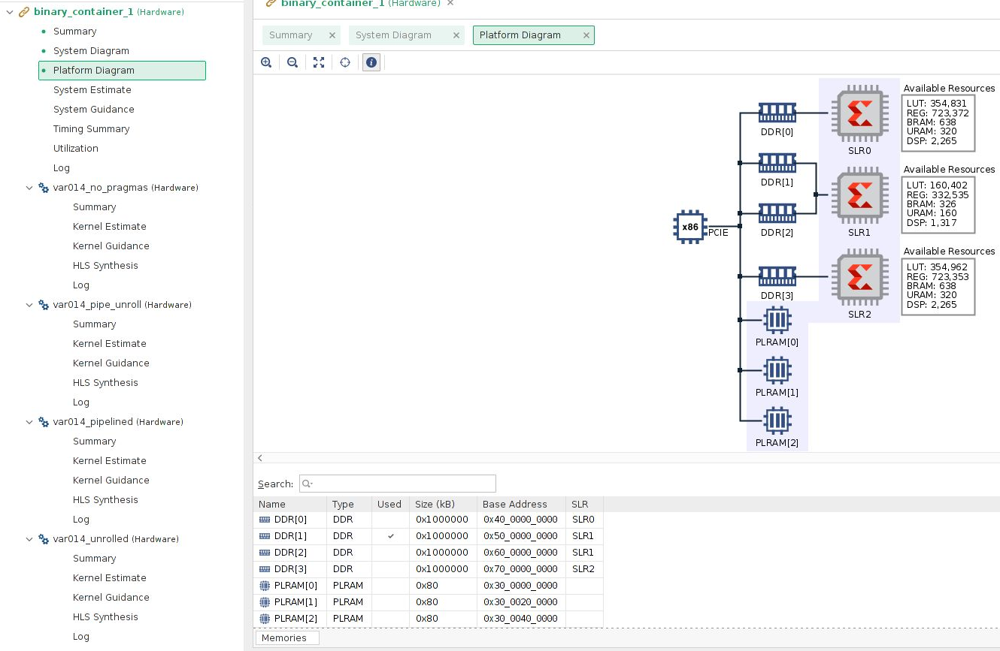 binary_container_1 (Hardware)
Summary
System Diagram
Platform Diagram
System Estimate
System Guidance
Timing Summary
Utilization
Log
var014_no_pragmas (Hardware)
Summary
Kernel Estimate
Kernel Guidance
HLS Synthesis
Log
var014_pipe_unroll (Hardware)
Summary
Kernel Estimate
Kernel Guidance
HLS Synthesis
Log
var014_pipelined (Hardware)
Summary
Kernel Estimate
Kernel Guidance
HLS Synthesis
Log
var014_unrolled (Hardware)
Summary
Kernel Estimate
Kernel Guidance
HLS Synthesis
Log
binary_container_1 (Hardware)
Summary System Diagram Platform Diagram
x86
PCIE
DDR[0]
DDR[1]
DDR[2]
DDR[3]
PLRAM[0]
PLRAM[1]
PLRAM[2]
SLR0
Available Resources
LUT: 354,831
REG: 723,372
BRAM: 638
URAM: 320
DSP: 2,265
SLR1
Available Resources
LUT: 160,402
REG: 332,535
BRAM: 326
URAM: 160
DSP: 1,317
SLR2
Available Resources
LUT: 354,962
REG: 723,353
BRAM: 638
URAM: 320
DSP: 2,265
Search:
Name Type Used Size (kB) Base Address SLR
DDR[0] DDR 0x1000000 0x40_0000_0000 SLR0
DDR[1] DDR ✓ 0x1000000 0x50_0000_0000 SLR1
DDR[2] DDR 0x1000000 0x60_0000_0000 SLR1
DDR[3] DDR 0x1000000 0x70_0000_0000 SLR2
PLRAM[0] PLRAM 0x80 0x30_0000_0000
PLRAM[1] PLRAM 0x80 0x30_0020_0000
PLRAM[2] PLRAM 0x80 0x30_0040_0000
Memories